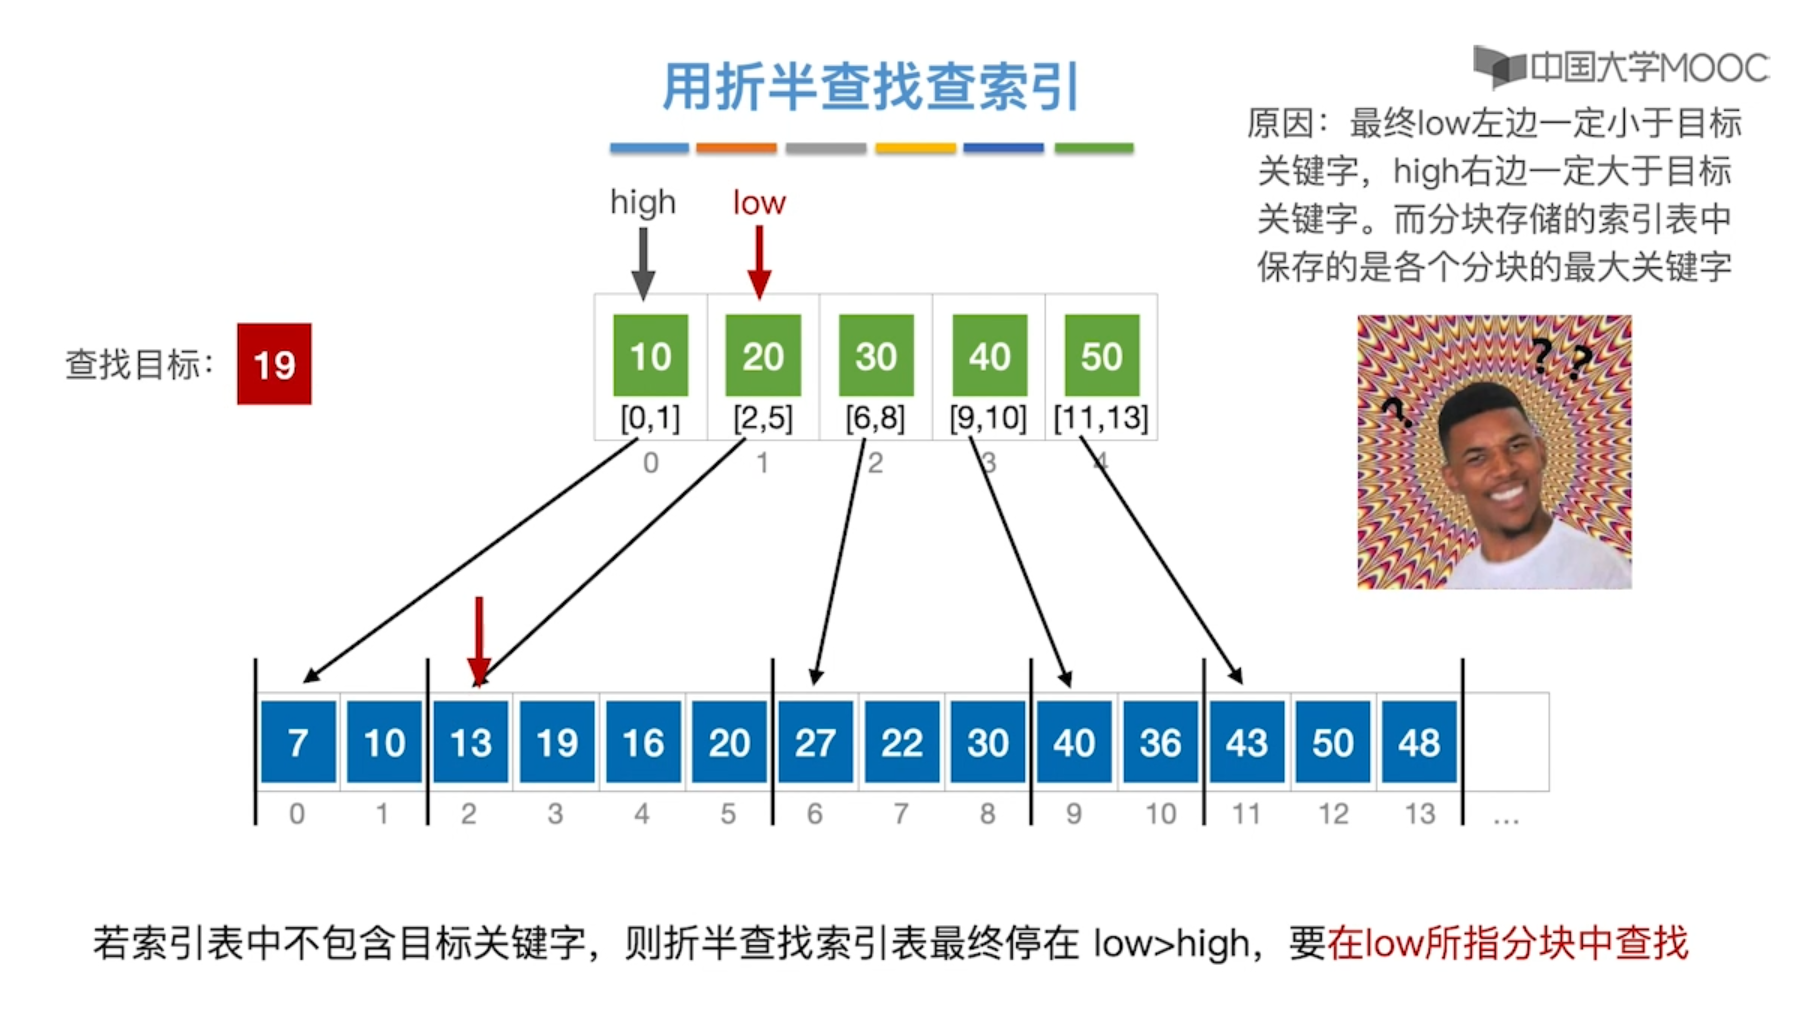 中国大学MOOC
用折半查找查索引
原因：最终low左边一定小于目标
关键字，high右边一定大于目标
关键字。而分块存储的索引表中
保存的是各个分块的最大关键字
high low
查找目标： 19
10 20 30 40 50
[0,1] [2,5] [6,8] [9,10] [11,13]
0 1 2 3 4
? ? ?
7 10 13 19 16 20 27 22 30 40 36 43 50 48
0 1 2 3 4 5 6 7 8 9 10 11 12 13 ...
若索引表中不包含目标关键字，则折半查找索引表最终停在 low>high，要在low所指分块中查找